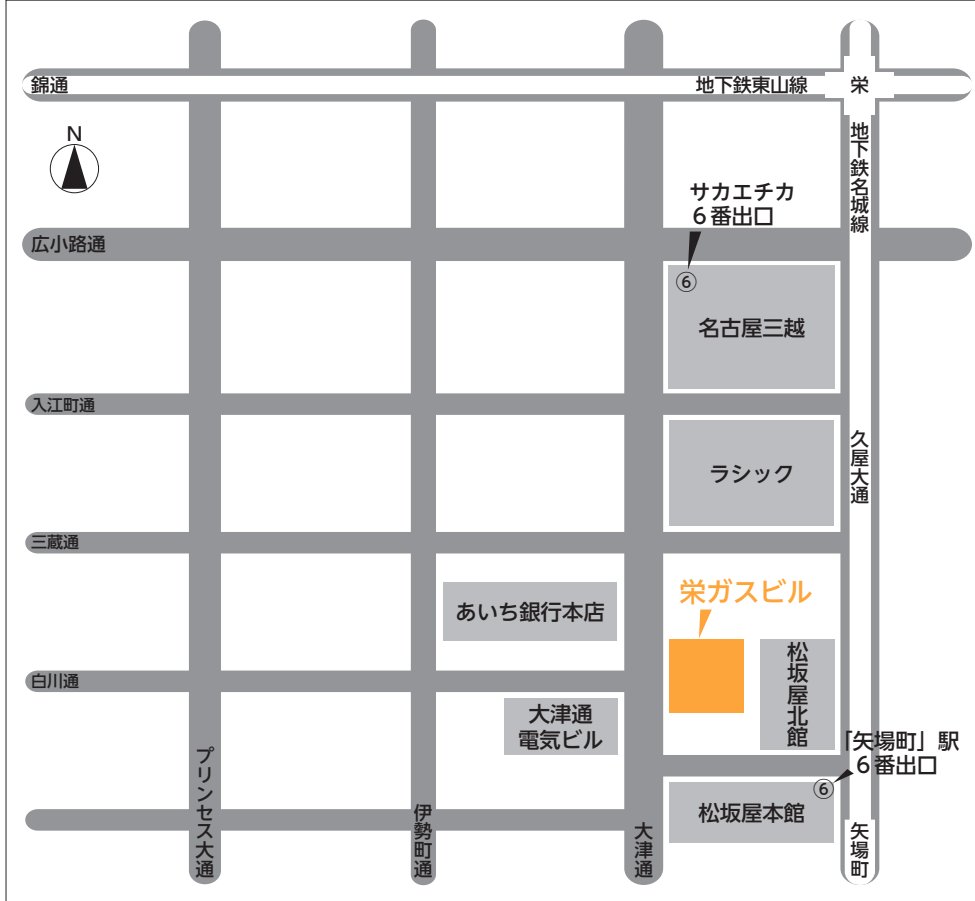 錦通
地下鉄東山線
栄
N
地下鉄名城線
サカエチカ
6番出口
広小路通
⑥
名古屋三越
入江町通
久屋大通
ラシック
三蔵通
栄ガスビル
あいち銀行本店
松坂屋北館
白川通
大津通
電気ビル
「矢場町」駅
6番出口
プリンセス大通
⑥
松坂屋本館
伊勢町通
大津通
矢場町